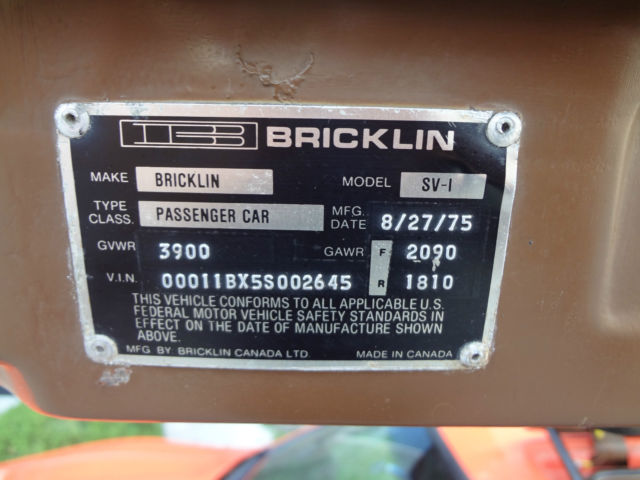 BRICKLIN
MAKE BRICKLIN MODEL SV-1
TYPE CLASS. PASSENGER CAR MFG. DATE 8/27/75
GVWR 3900 GAWR F 2090
V.I.N. 00011BX5S002645 R 1810
THIS VEHICLE CONFORMS TO ALL APPLICABLE U.S.
FEDERAL MOTOR VEHICLE SAFETY STANDARDS IN
EFFECT ON THE DATE OF MANUFACTURE SHOWN
ABOVE.
MFG BY BRICKLIN CANADA LTD. MADE IN CANADA